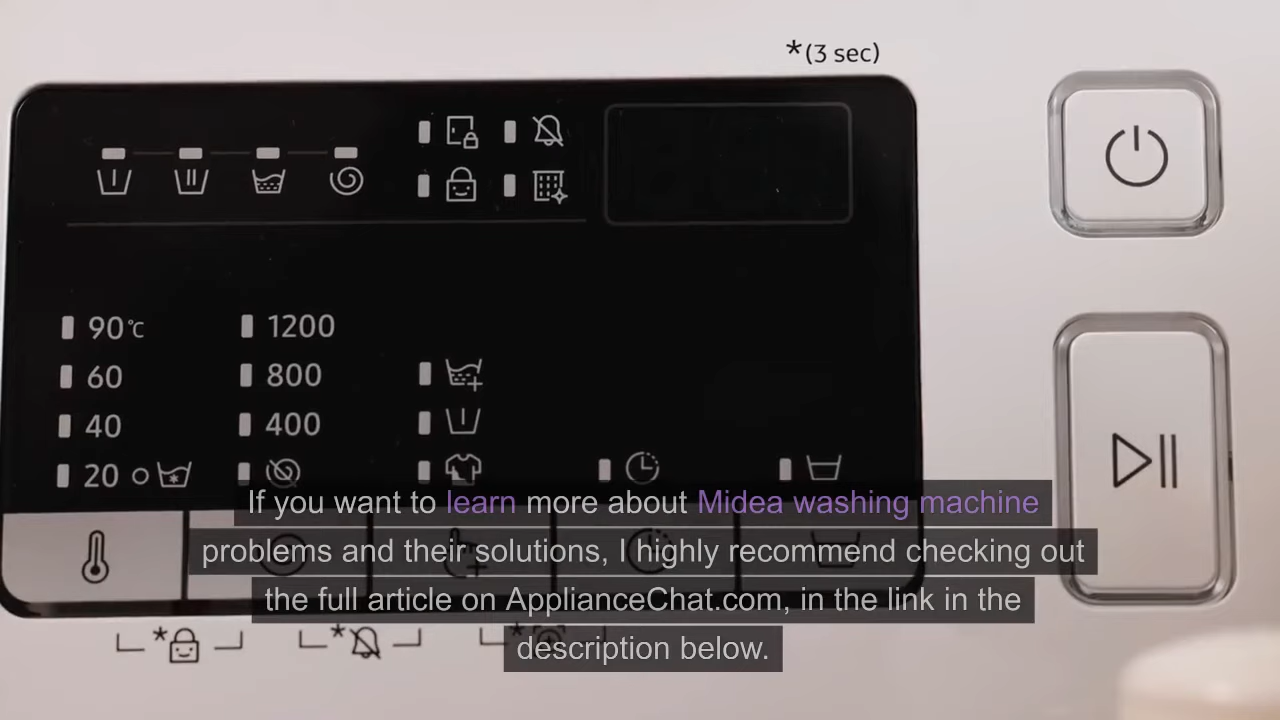 *(3 sec)
90℃ 1200
60 800
40 400
20
If you want to learn more about Midea washing machine
problems and their solutions, I highly recommend checking out
the full article on ApplianceChat.com, in the link in the
description below.
* * *